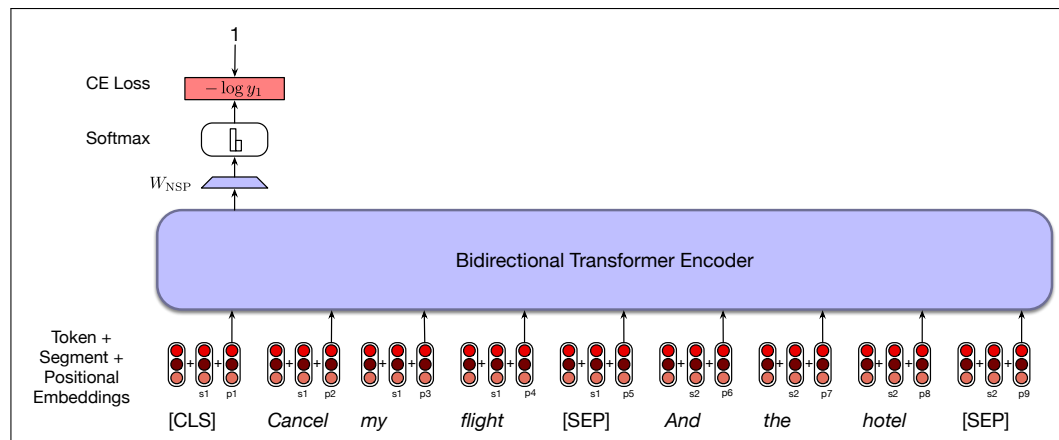 1
CE Loss
− log y₁
Softmax
W_NSP
Bidirectional Transformer Encoder
Token +
Segment +
Positional
Embeddings
+ + + + + + + + + + + + + + + + + +
s1 p1 s1 p2 s1 p3 s1 p4 s1 p5 s2 p6 s2 p7 s2 p8 s2 p9
[CLS] Cancel my flight [SEP] And the hotel [SEP]